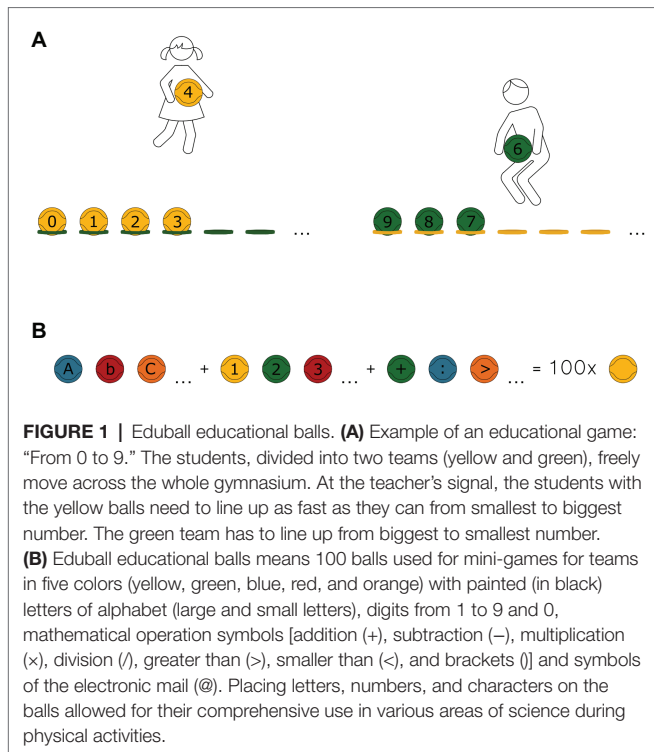 A
4
6
0 1 2 3 ... 9 8 7 ...
B
A b C ... + 1 2 3 ... + + : > ... = 100x
FIGURE 1 | Eduball educational balls. (A) Example of an educational game:
“From 0 to 9.” The students, divided into two teams (yellow and green), freely
move across the whole gymnasium. At the teacher’s signal, the students with
the yellow balls need to line up as fast as they can from smallest to biggest
number. The green team has to line up from biggest to smallest number.
(B) Eduball educational balls means 100 balls used for mini-games for teams
in five colors (yellow, green, blue, red, and orange) with painted (in black)
letters of alphabet (large and small letters), digits from 1 to 9 and 0,
mathematical operation symbols [addition (+), subtraction (−), multiplication
(×), division (/), greater than (>), smaller than (<), and brackets ()] and symbols
of the electronic mail (@). Placing letters, numbers, and characters on the
balls allowed for their comprehensive use in various areas of science during
physical activities.